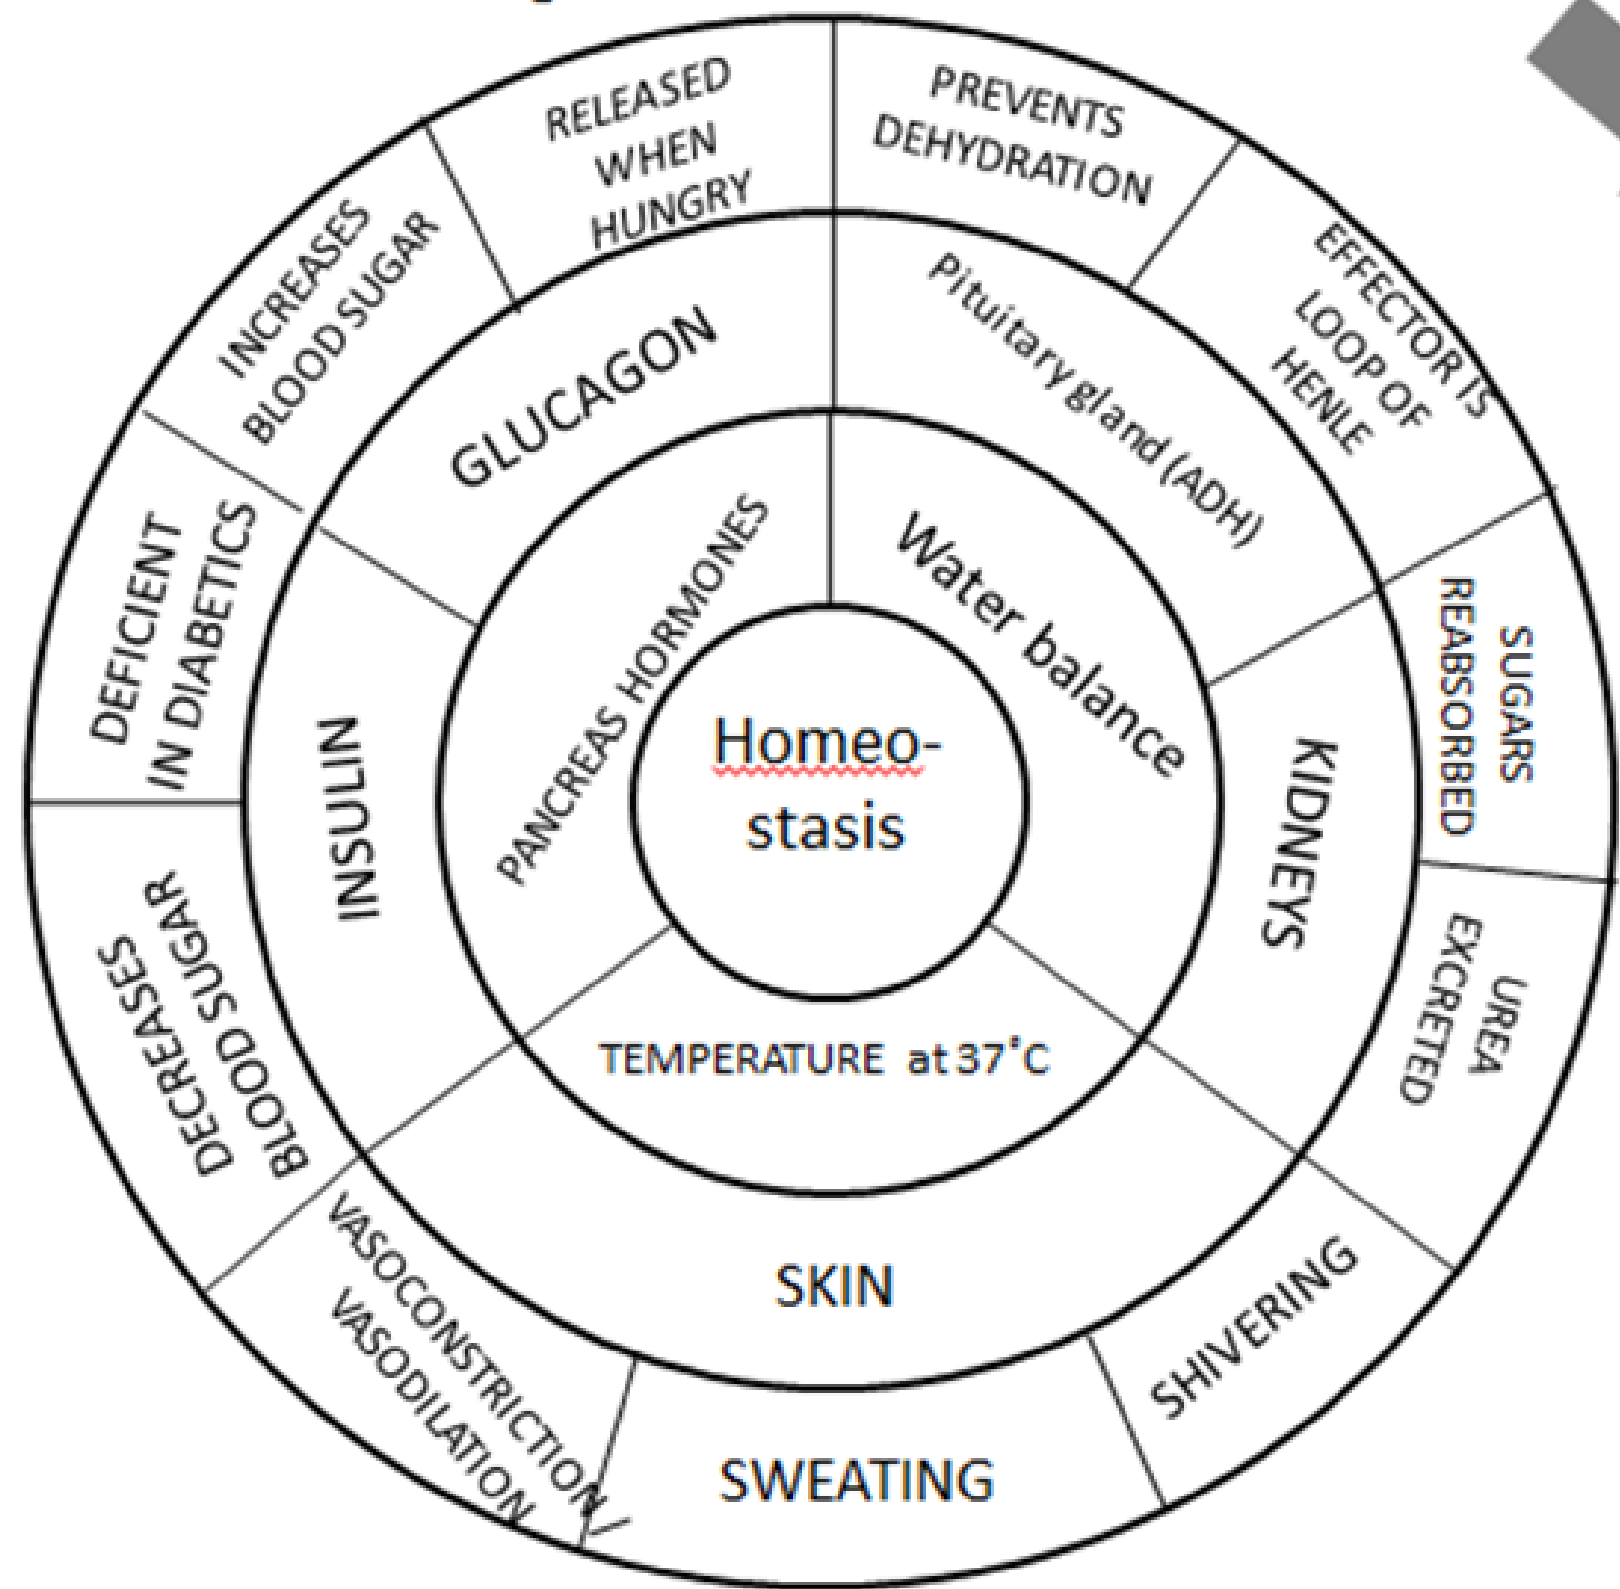 Homeo-
stasis
Water balance
TEMPERATURE at 37°C
PANCREAS HORMONES
Pituitary gland (ADH)
KIDNEYS
SKIN
INSULIN
GLUCAGON
PREVENTS
DEHYDRATION
EFFECTOR IS
LOOP OF
HENLE
SUGARS
REABSORBED
UREA
EXCRETED
SHIVERING
SWEATING
VASOCONSTRICTION/
VASODILATION
DECREASES
BLOOD SUGAR
DEFICIENT
IN DIABETICS
INCREASES
BLOOD SUGAR
RELEASED
WHEN
HUNGRY